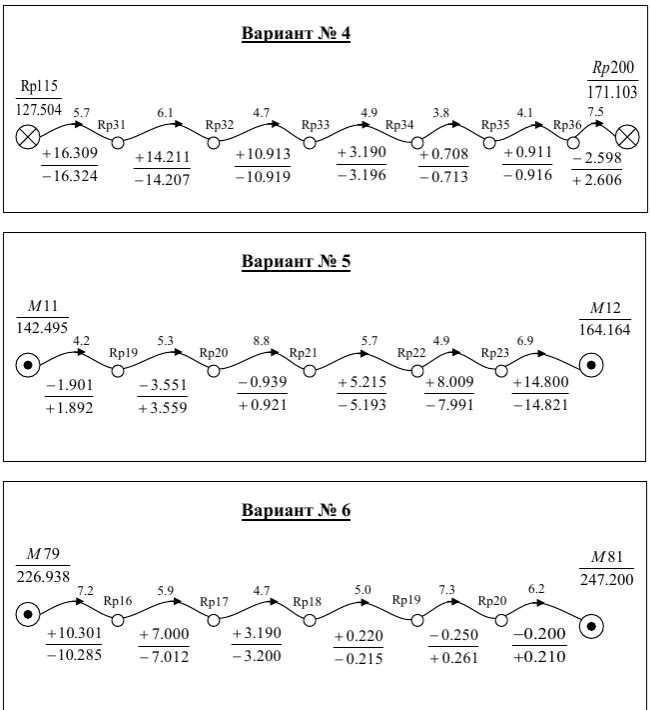 Вариант № 4
Rp115
127.504
Rp200
171.103
5.7 Rp31 6.1 Rp32 4.7 Rp33 4.9 Rp34 3.8 Rp35 4.1 Rp36 7.5
+16.309 +14.211 +10.913 +3.190 +0.708 +0.911 −2.598
−16.324 −14.207 −10.919 −3.196 −0.713 −0.916 +2.606
Вариант № 5
M11
142.495
M12
164.164
4.2 Rp19 5.3 Rp20 8.8 Rp21 5.7 Rp22 4.9 Rp23 6.9
−1.901 −3.551 −0.939 +5.215 +8.009 +14.800
+1.892 +3.559 +0.921 −5.193 −7.991 −14.821
Вариант № 6
M79
226.938
M81
247.200
7.2 Rp16 5.9 Rp17 4.7 Rp18 5.0 Rp19 7.3 Rp20 6.2
+10.301 +7.000 +3.190 +0.220 −0.250 −0.200
−10.285 −7.012 −3.200 −0.215 +0.261 +0.210